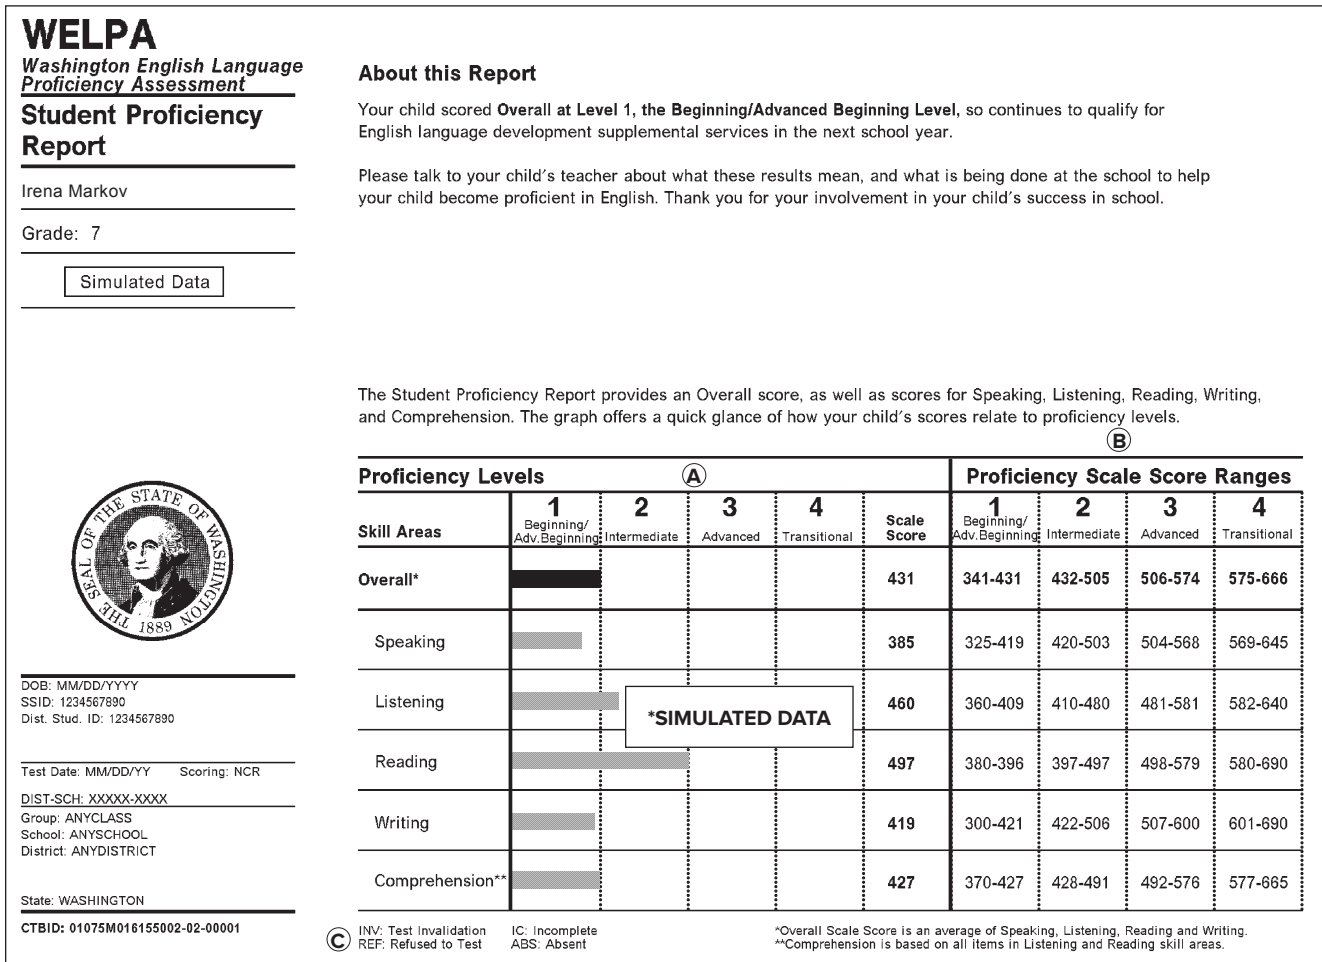 WELPA
Washington English Language
Proficiency Assessment
Student Proficiency
Report
Irena Markov
Grade: 7
Simulated Data
THE SEAL OF THE STATE OF WASHINGTON
1889
DOB: MM/DD/YYYY
SSID: 1234567890
Dist. Stud. ID: 1234567890
Test Date: MM/DD/YY Scoring: NCR
DIST-SCH: XXXXX-XXXX
Group: ANYCLASS
School: ANYSCHOOL
District: ANYDISTRICT
State: WASHINGTON
CTBID: 01075M016155002-02-00001
About this Report
Your child scored Overall at Level 1, the Beginning/Advanced Beginning Level, so continues to qualify for
English language development supplemental services in the next school year.
Please talk to your child's teacher about what these results mean, and what is being done at the school to help
your child become proficient in English. Thank you for your involvement in your child's success in school.
The Student Proficiency Report provides an Overall score, as well as scores for Speaking, Listening, Reading, Writing,
and Comprehension. The graph offers a quick glance of how your child's scores relate to proficiency levels.
B
Proficiency Levels A Proficiency Scale Score Ranges
1 2 3 4 1 2 3 4
Skill Areas Beginning/ Adv.Beginning Intermediate Advanced Transitional Scale Score Beginning/ Adv.Beginning Intermediate Advanced Transitional
Overall* 431 341-431 432-505 506-574 575-666
Speaking 385 325-419 420-503 504-568 569-645
Listening 460 360-409 410-480 481-581 582-640
*SIMULATED DATA
Reading 497 380-396 397-497 498-579 580-690
Writing 419 300-421 422-506 507-600 601-690
Comprehension** 427 370-427 428-491 492-576 577-665
C INV: Test Invalidation IC: Incomplete *Overall Scale Score is an average of Speaking, Listening, Reading and Writing.
REF: Refused to Test ABS: Absent **Comprehension is based on all items in Listening and Reading skill areas.